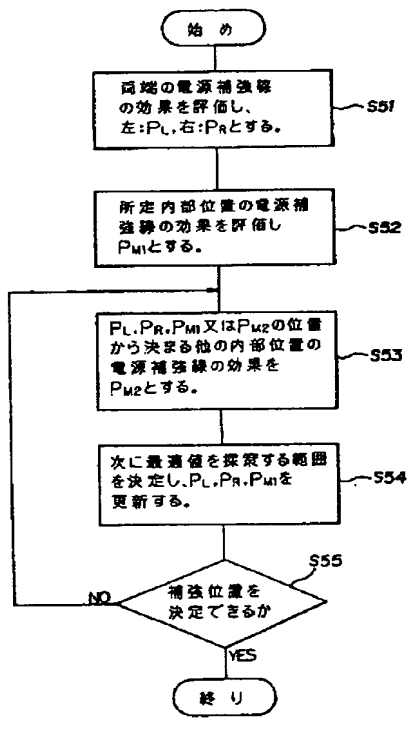 始め
両端の電源補強線
の効果を評価し、
左:PL,右:PRとする。
S51
所定内部位置の電源補
強線の効果を評価し
PM1とする。
S52
PL,PR,PM1又はPM2の位置
から決まる他の内部位置の
電源補強線の効果を
PM2とする。
S53
次に最適値を探索する範囲
を決定し、PL,PR,PM1を
更新する。
S54
補強位置を
決定できるか
S55
NO
YES
終り